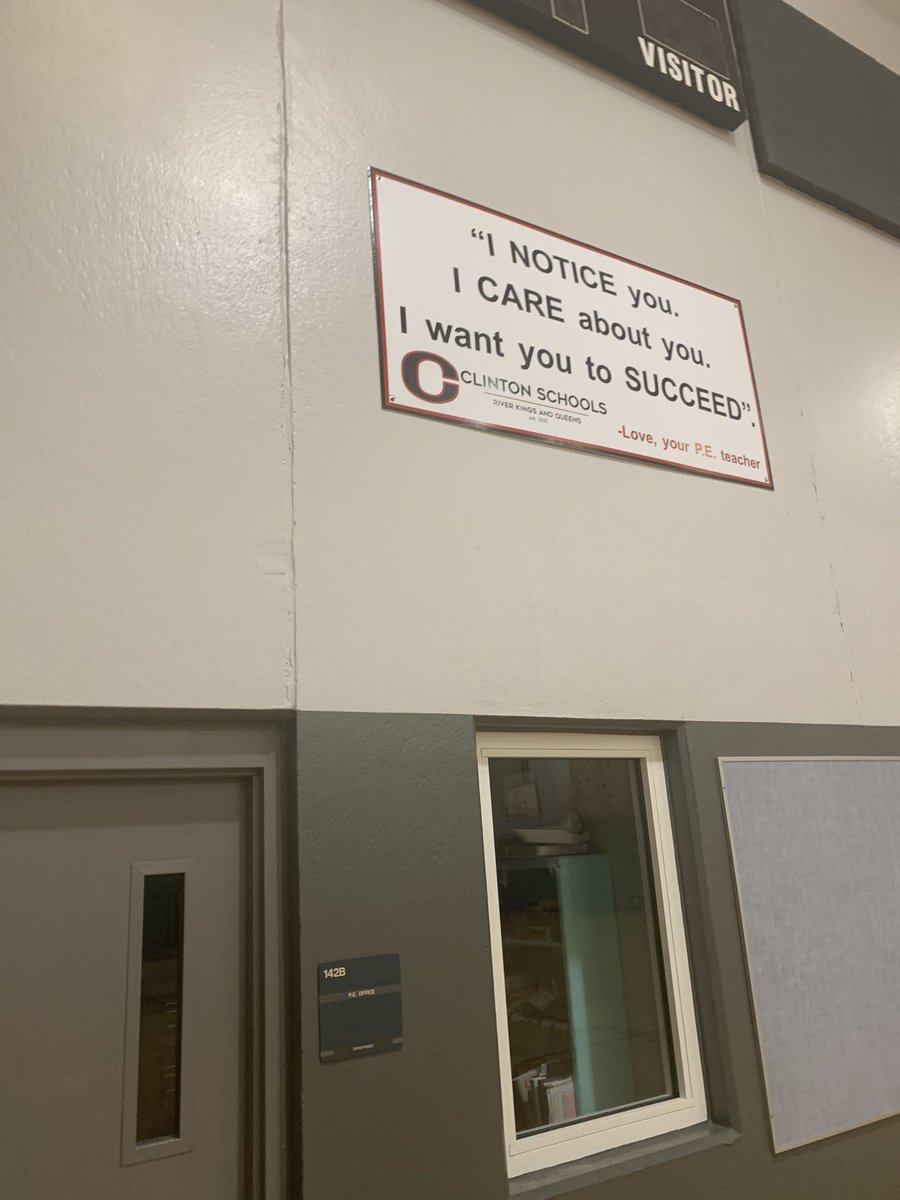 VISITOR
“I NOTICE you.
I CARE about you.
I want you to SUCCEED”.
C CLINTON SCHOOLS
RIVER KINGS AND QUEENS
-Love, your P.E. teacher
142B
P.E. OFFICE